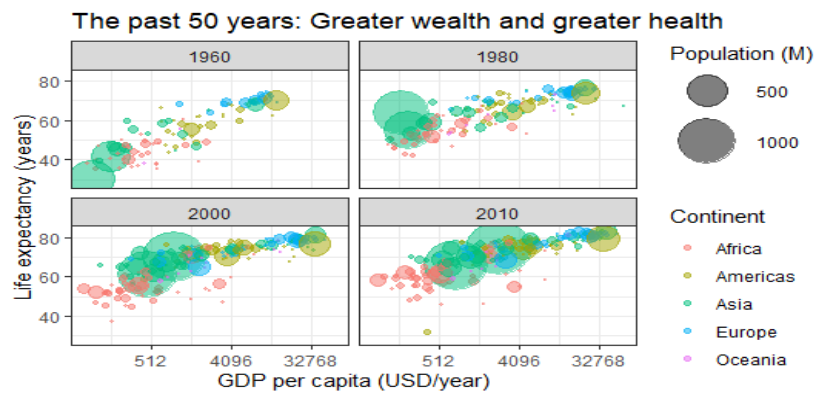 The past 50 years: Greater wealth and greater health
1960
1980
80
60
40
2000
2010
80
60
40
512
4096
32768
512
4096
32768
Life expectancy (years)
GDP per capita (USD/year)
Population (M)
500
1000
Continent
Africa
Americas
Asia
Europe
Oceania